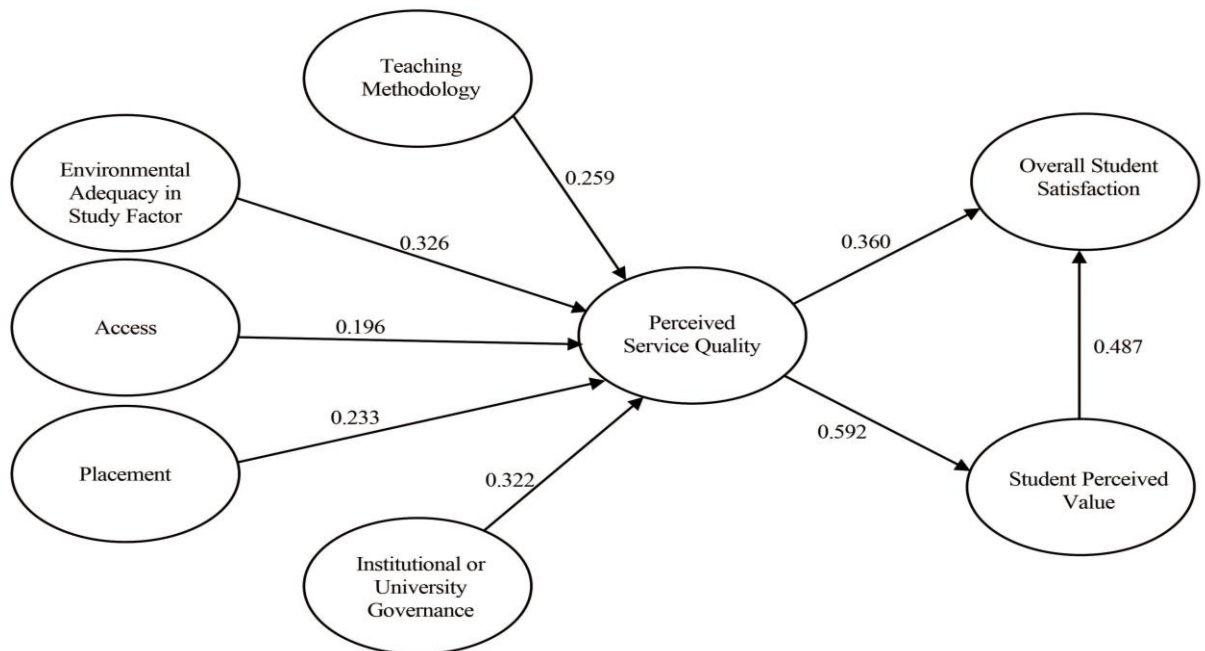 Teaching
Methodology
Environmental
Adequacy in
Study Factor
Overall Student
Satisfaction
0.259
0.326
0.360
Access
0.196
Perceived
Service Quality
0.487
Placement
0.233
0.592
Student Perceived
Value
0.322
Institutional or
University
Governance